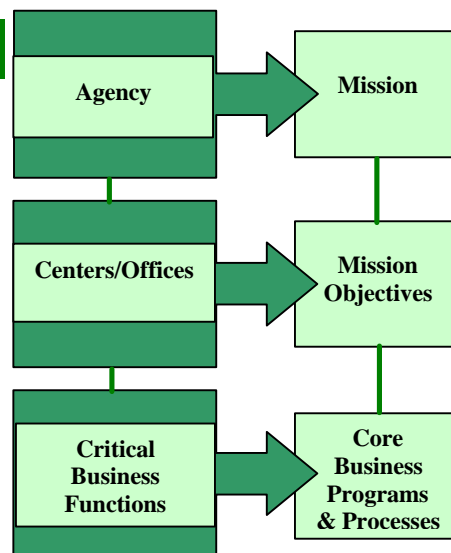 Agency
Mission
Centers/Offices
Mission
Objectives
Critical
Business
Functions
Core
Business
Programs
& Processes